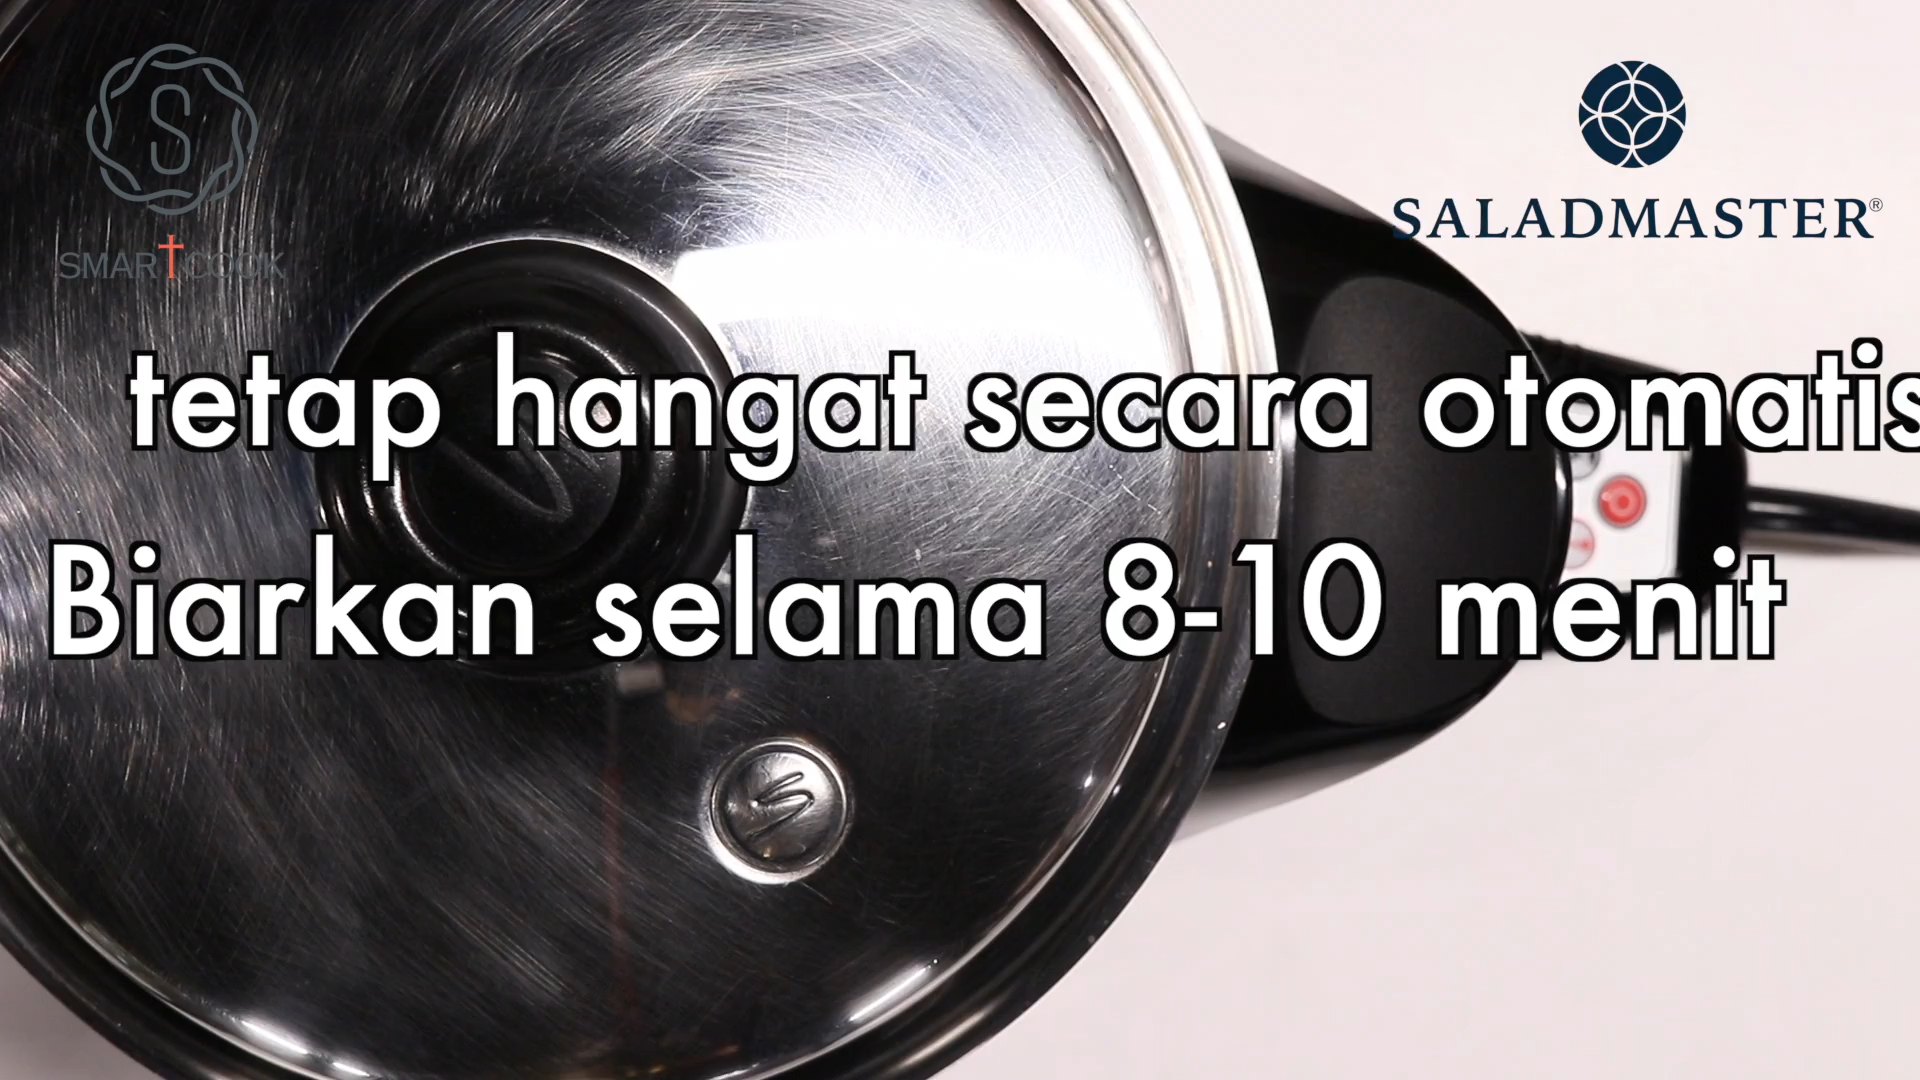 S
SMARTCOOK
SALADMASTER®
tetap hangat secara otomatis
Biarkan selama 8-10 menit